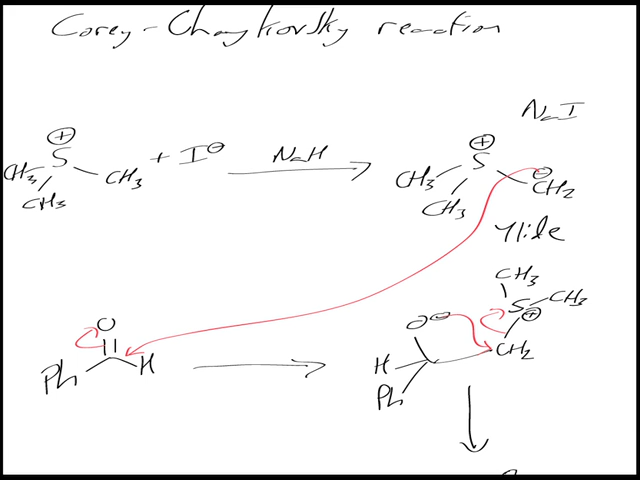 Corey-Chaykovsky reaction
NaI
⊕
S
CH3 CH3 CH3 + I⊖ NaH
⊕
S
CH3 CH3 ⊖CH2
Ylide
O
Ph H
CH3
S CH3
⊕
O⊖
H CH2
Ph